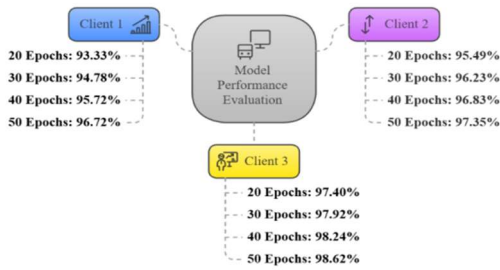 Client 1
20 Epochs: 93.33%
30 Epochs: 94.78%
40 Epochs: 95.72%
50 Epochs: 96.72%
Model
Performance
Evaluation
Client 2
20 Epochs: 95.49%
30 Epochs: 96.23%
40 Epochs: 96.83%
50 Epochs: 97.35%
Client 3
20 Epochs: 97.40%
30 Epochs: 97.92%
40 Epochs: 98.24%
50 Epochs: 98.62%